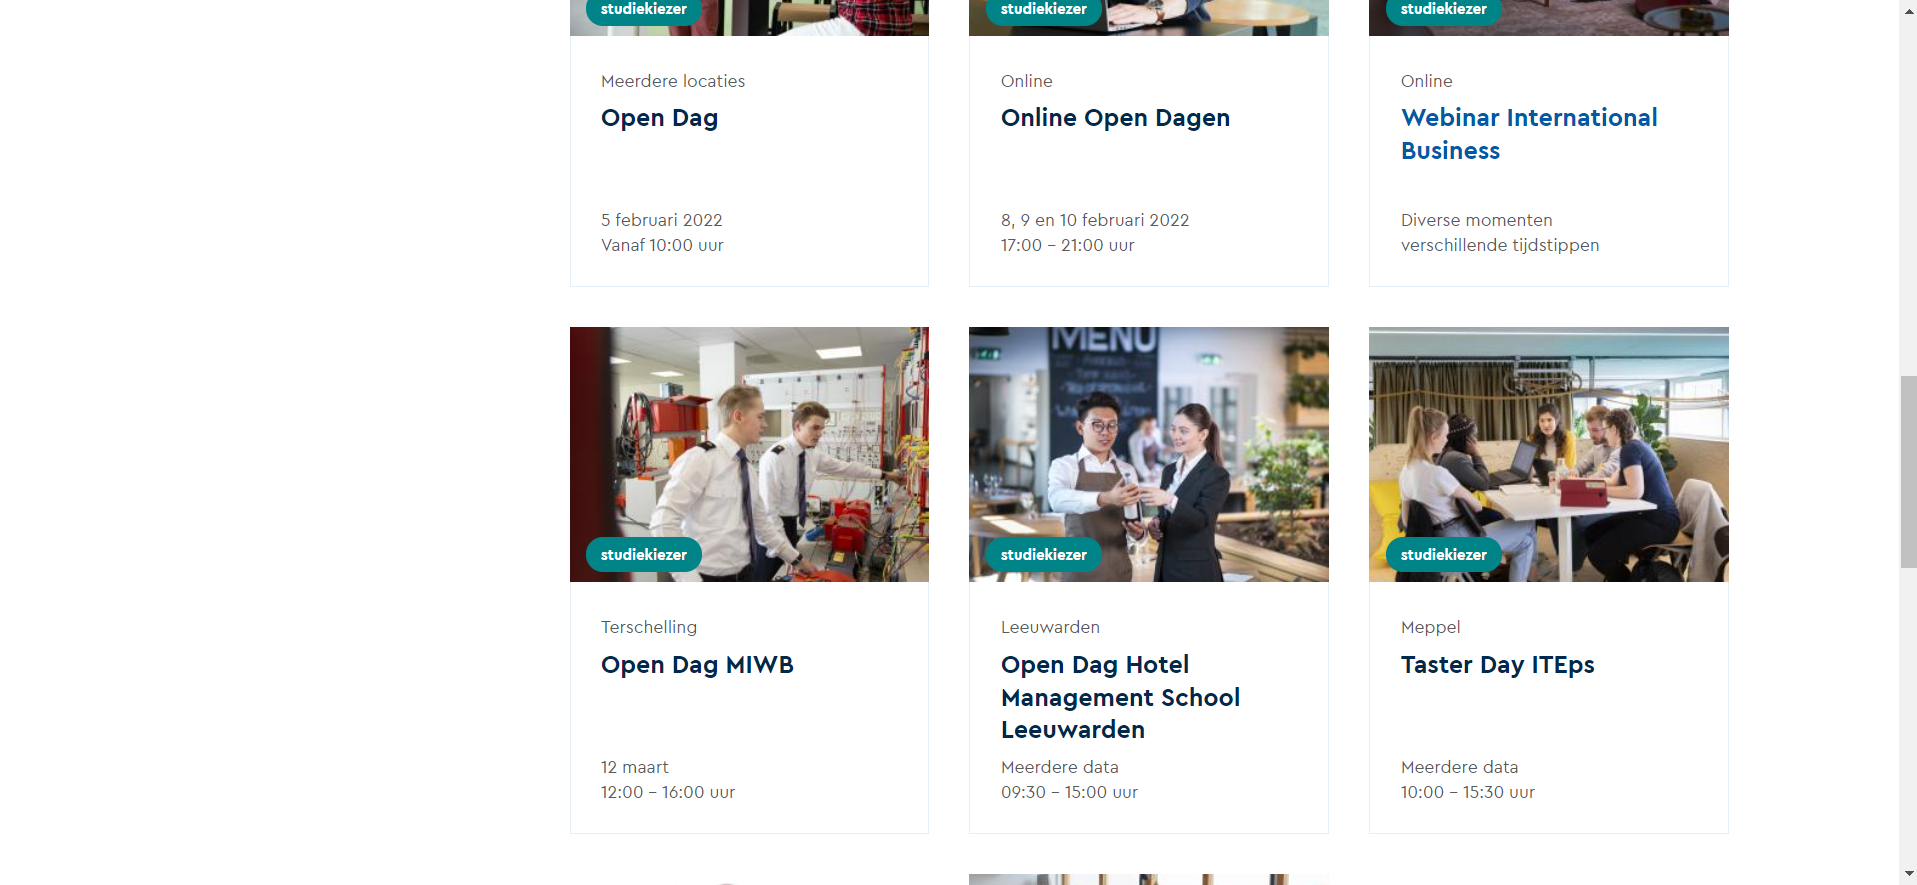 studiekiezer
studiekiezer
studiekiezer
Meerdere locaties
Open Dag
5 februari 2022
Vanaf 10:00 uur
Online
Online Open Dagen
8, 9 en 10 februari 2022
17:00 - 21:00 uur
Online
Webinar International
Business
Diverse momenten
verschillende tijdstippen
MENU
studiekiezer
studiekiezer
studiekiezer
Terschelling
Open Dag MIWB
12 maart
12:00 - 16:00 uur
Leeuwarden
Open Dag Hotel
Management School
Leeuwarden
Meerdere data
09:30 - 15:00 uur
Meppel
Taster Day ITEps
Meerdere data
10:00 - 15:30 uur